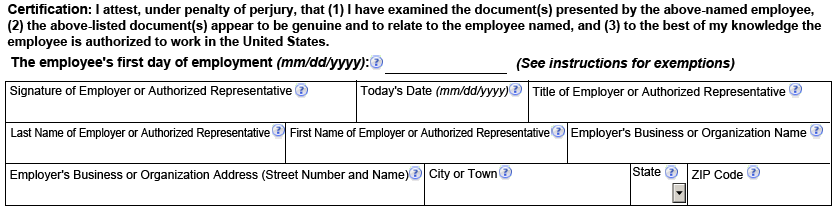 Certification: I attest, under penalty of perjury, that (1) I have examined the document(s) presented by the above-named employee,
(2) the above-listed document(s) appear to be genuine and to relate to the employee named, and (3) to the best of my knowledge the
employee is authorized to work in the United States.
The employee's first day of employment (mm/dd/yyyy): ? (See instructions for exemptions)
Signature of Employer or Authorized Representative ? Today's Date (mm/dd/yyyy) ? Title of Employer or Authorized Representative ?
Last Name of Employer or Authorized Representative ? First Name of Employer or Authorized Representative ? Employer's Business or Organization Name ?
Employer's Business or Organization Address (Street Number and Name) ? City or Town ? State ? ZIP Code ?